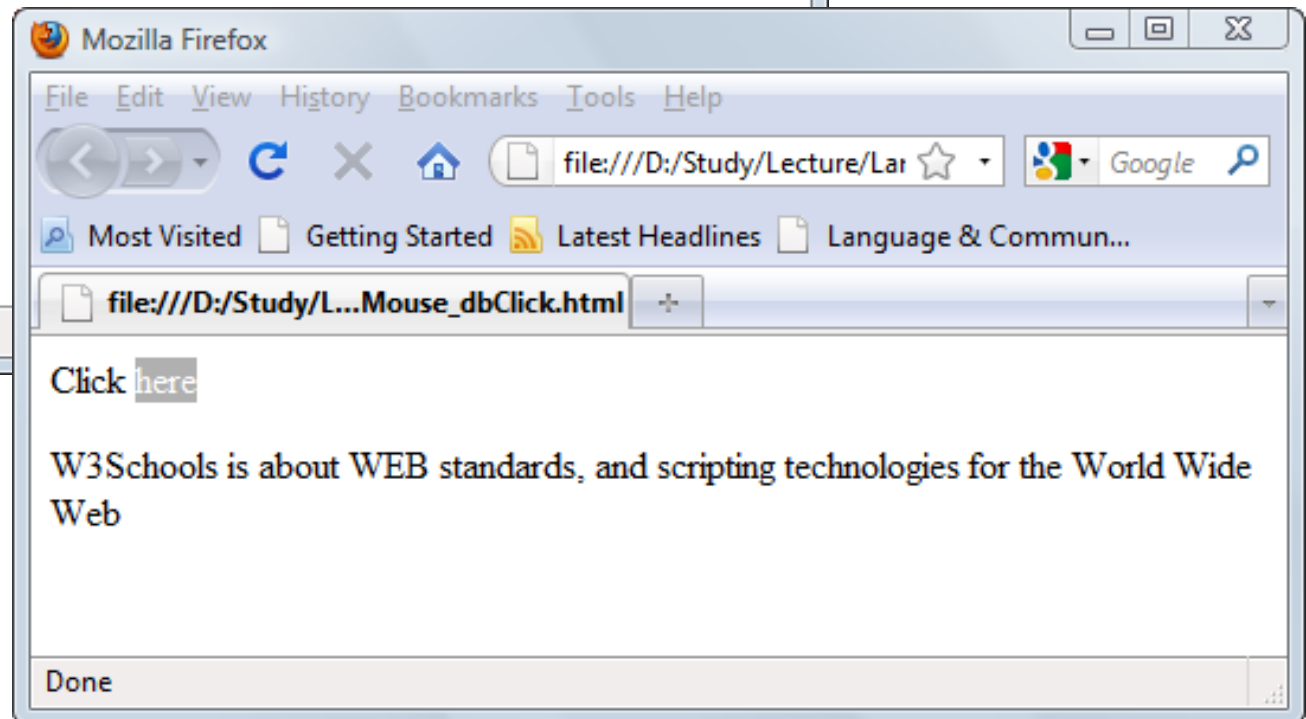 Mozilla Firefox
File Edit View History Bookmarks Tools Help
file:///D:/Study/Lecture/Lar Google
Most Visited Getting Started Latest Headlines Language & Commun...
file:///D:/Study/L...Mouse_dbClick.html
Click here
W3Schools is about WEB standards, and scripting technologies for the World Wide
Web
Done